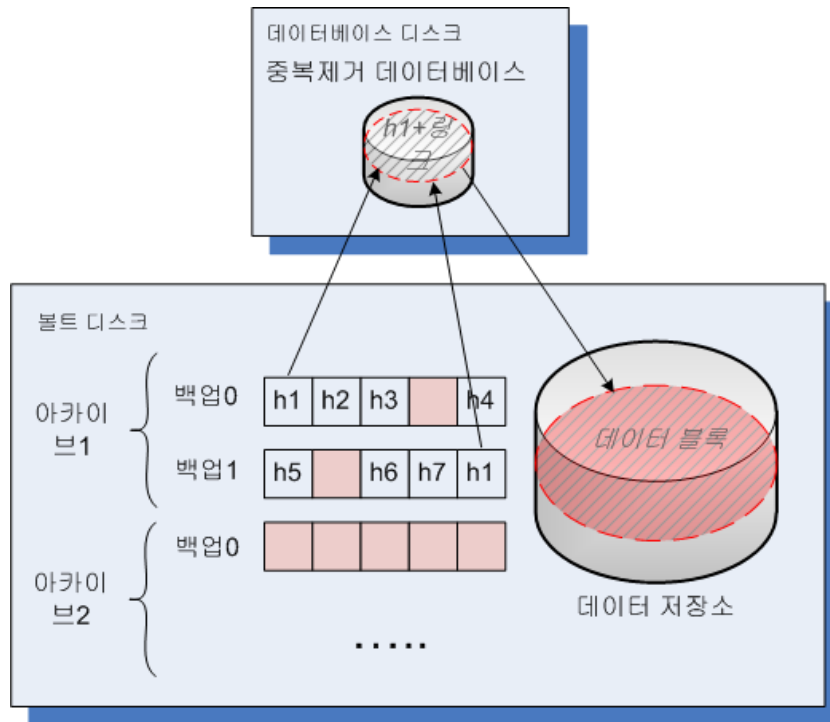 데이터베이스 디스크
중복제거 데이터베이스
h1+링
크
볼트 디스크
아카이
브1
백업0
h1 h2 h3 h4
백업1
h5 h6 h7 h1
데이터 블록
아카이
브2
백업0
데이터 저장소
.....